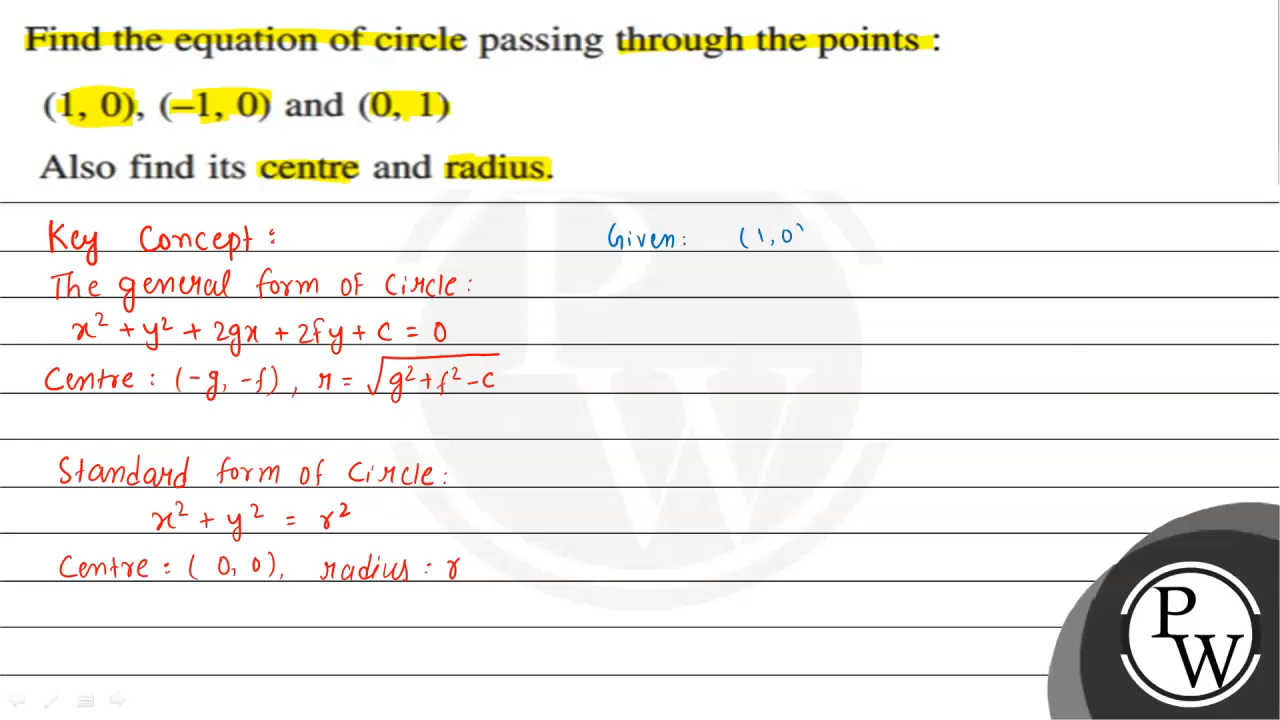 Find the equation of circle passing through the points :
(1, 0), (–1, 0) and (0, 1)
Also find its centre and radius.
Key Concept :
The general form of circle :
x² + y² + 2gx + 2fy + c = 0
Centre : (-g, -f), r = √(g² + f² - c)
Standard form of circle :
x² + y² = r²
Centre : (0, 0), radius : r
Given : (1, 0)
P
W
PW